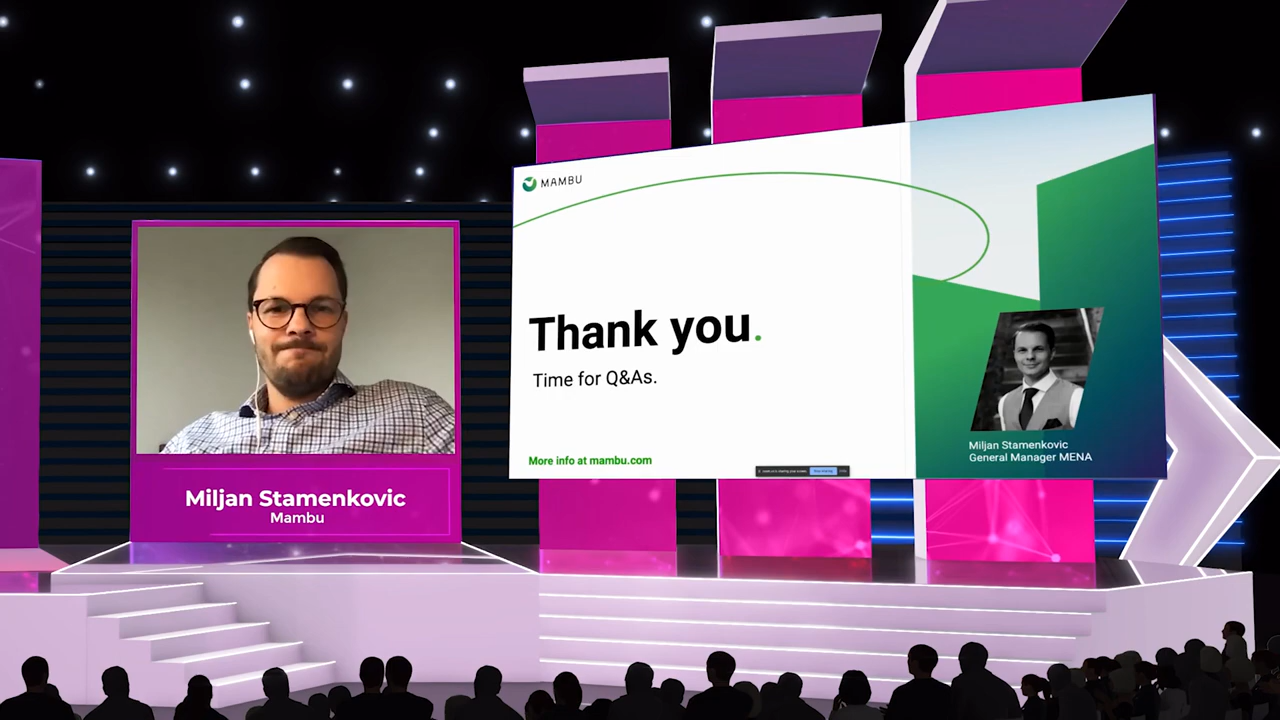 Miljan Stamenkovic
Mambu
MAMBU
Thank you.
Time for Q&As.
More info at mambu.com
Miljan Stamenkovic
General Manager MENA